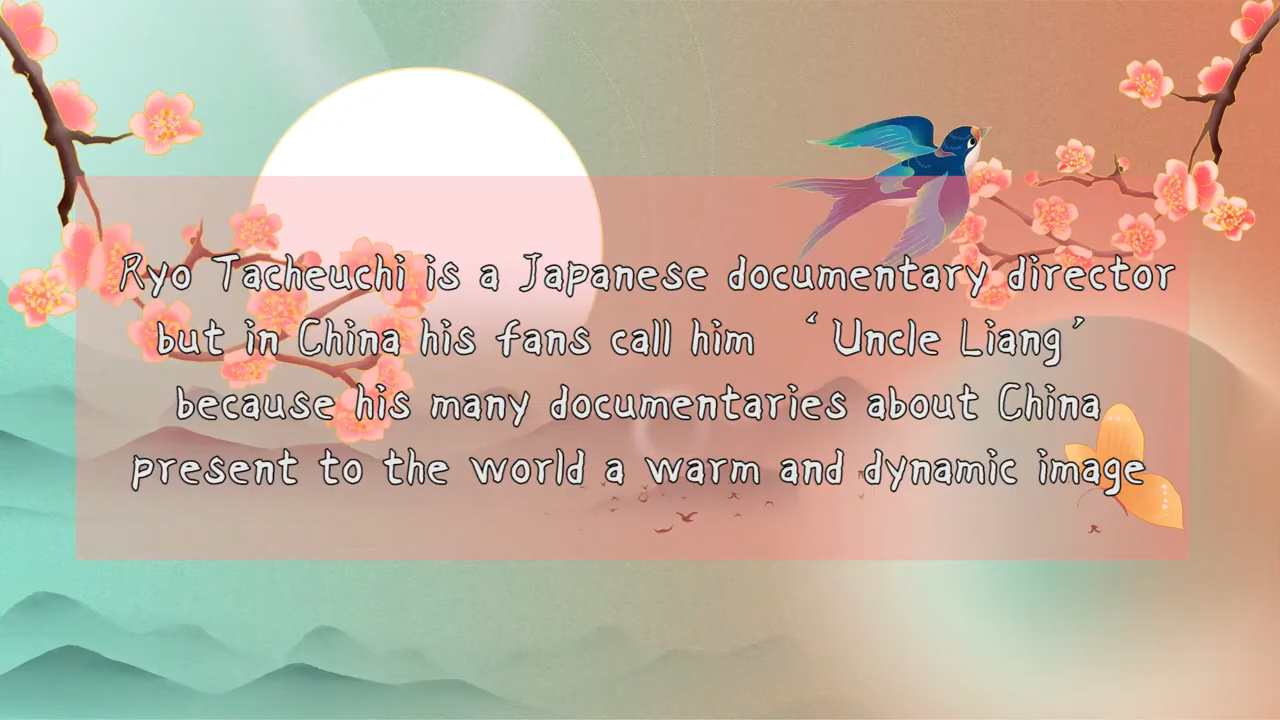 Ryo Tacheuchi is a Japanese documentary director
but in China his fans call him ‘Uncle Liang’
because his many documentaries about China
present to the world a warm and dynamic image